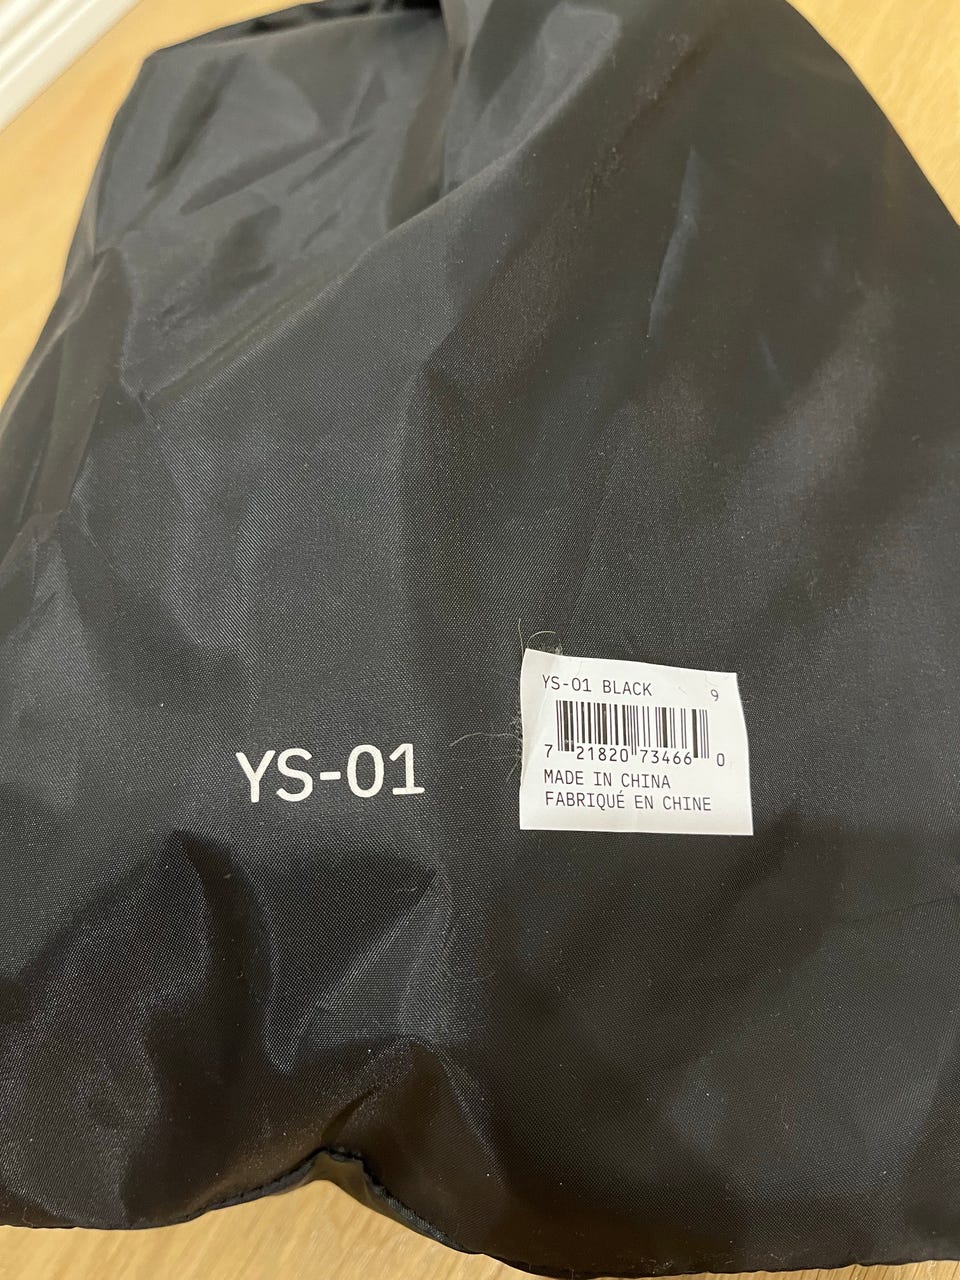 YS-01
YS-01 BLACK 9
7 21820 73466 0
MADE IN CHINA
FABRIQUÉ EN CHINE